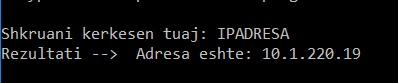 Shkruani kerkesen tuaj: IPADRESA
Rezultati -->  Adresa eshte: 10.1.220.19